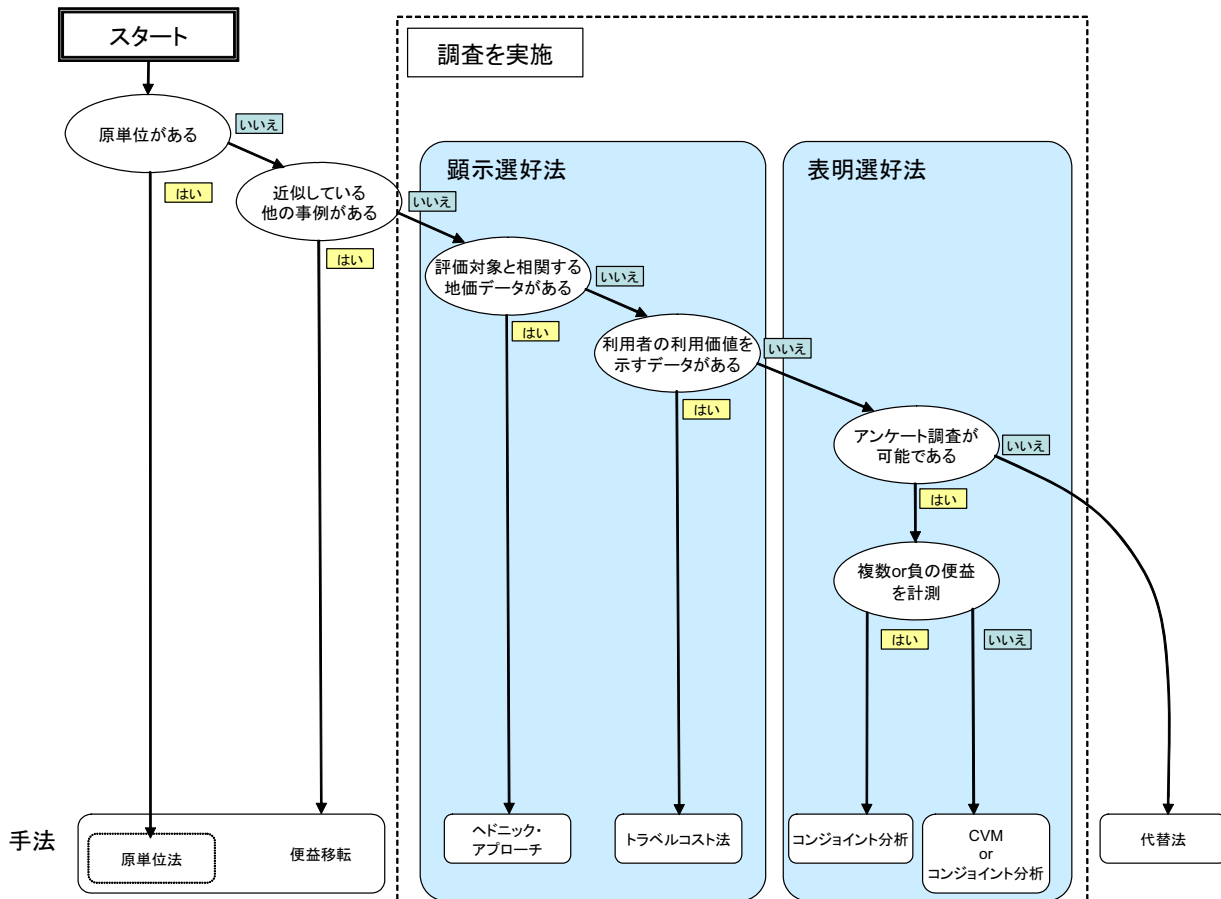 スタート
調査を実施
原単位がある
いいえ
はい
近似している
他の事例がある
いいえ
はい
顕示選好法
表明選好法
評価対象と相関する
地価データがある
いいえ
はい
利用者の利用価値を
示すデータがある
いいえ
はい
アンケート調査が
可能である
いいえ
はい
複数or負の便益
を計測
はい
いいえ
手法
原単位法
便益移転
ヘドニック・
アプローチ
トラベルコスト法
コンジョイント分析
CVM
or
コンジョイント分析
代替法